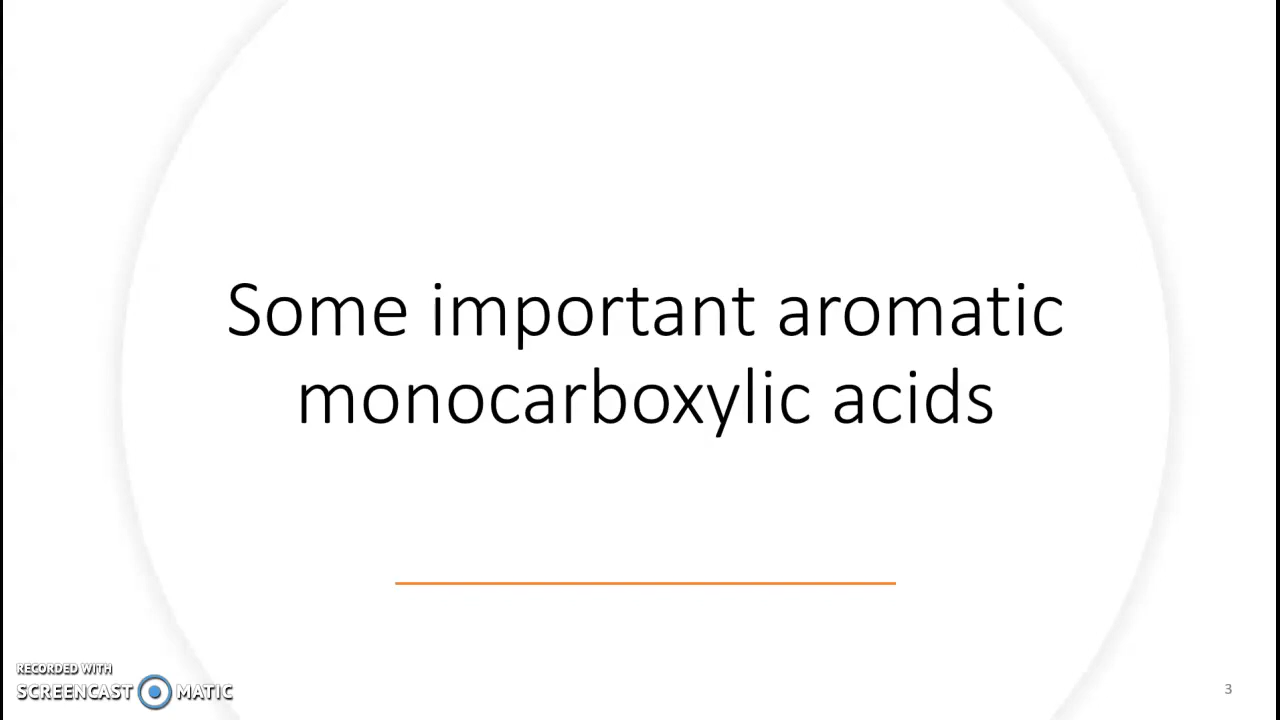 Some important aromatic
monocarboxylic acids
RECORDED WITH
SCREENCAST MATIC
3